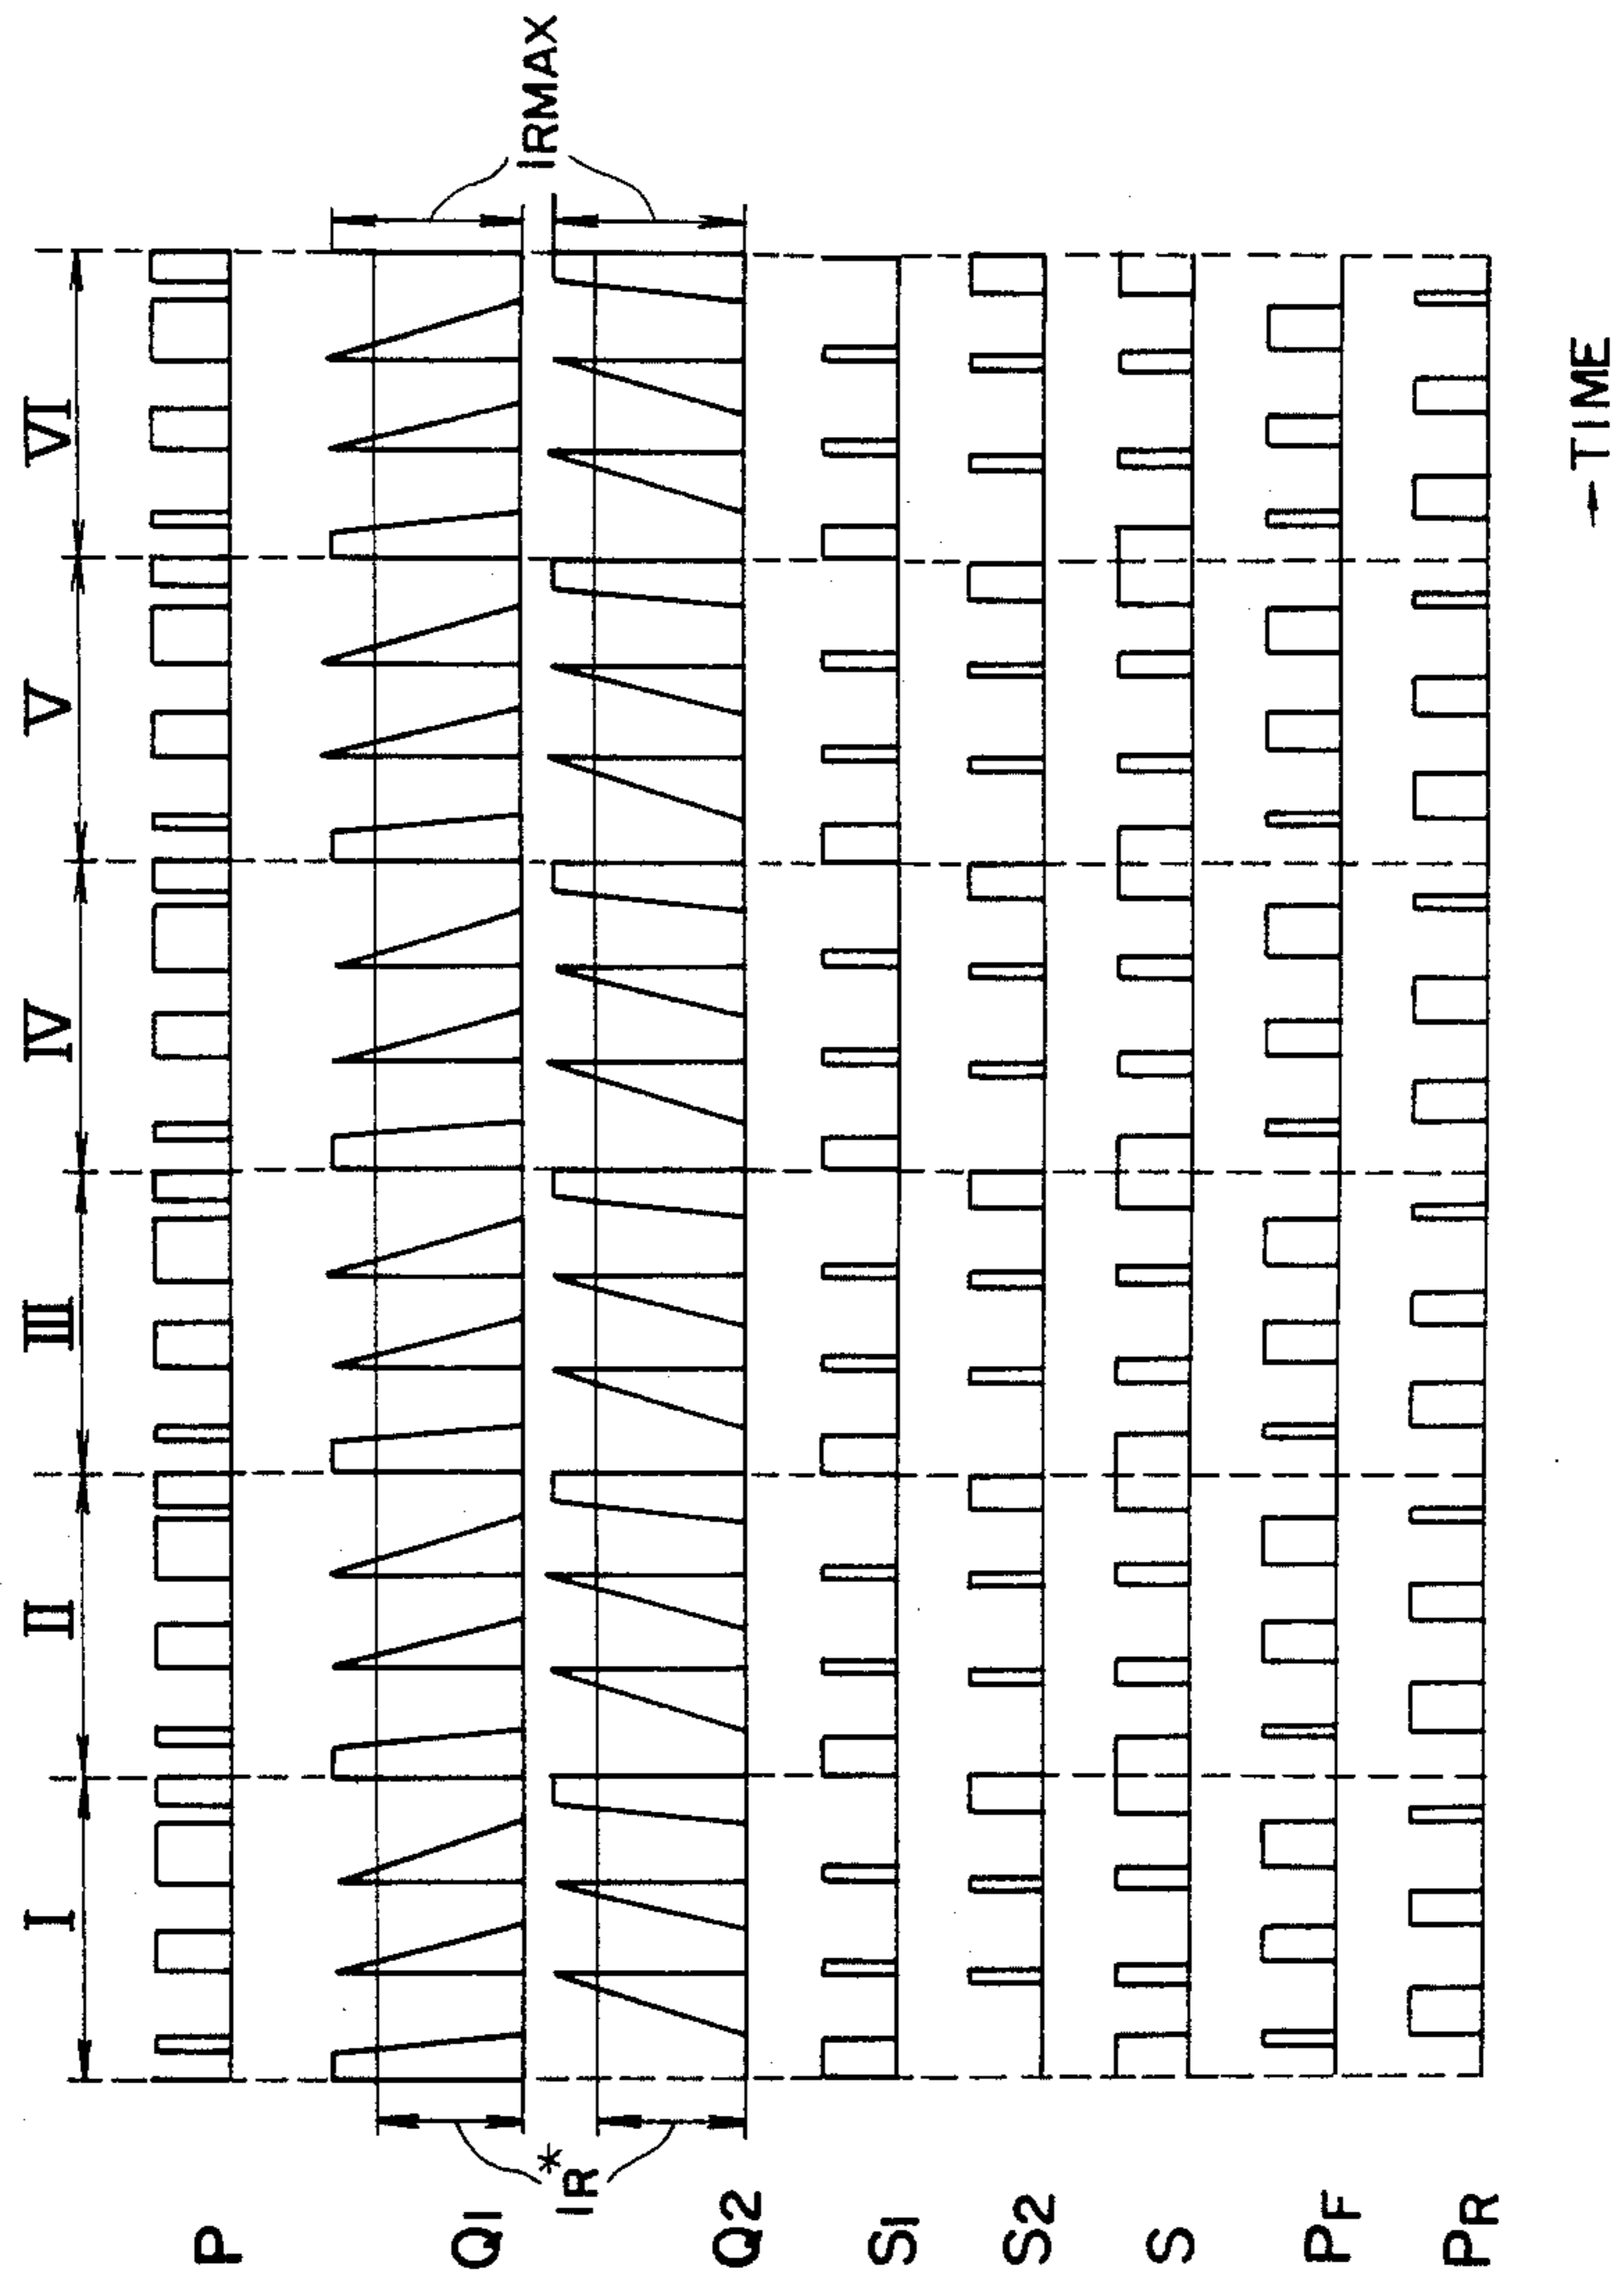 I II III IV V VI
P
Q1
IR*
IRMAX
Q2
S1
S2
S
PF
PR
← TIME